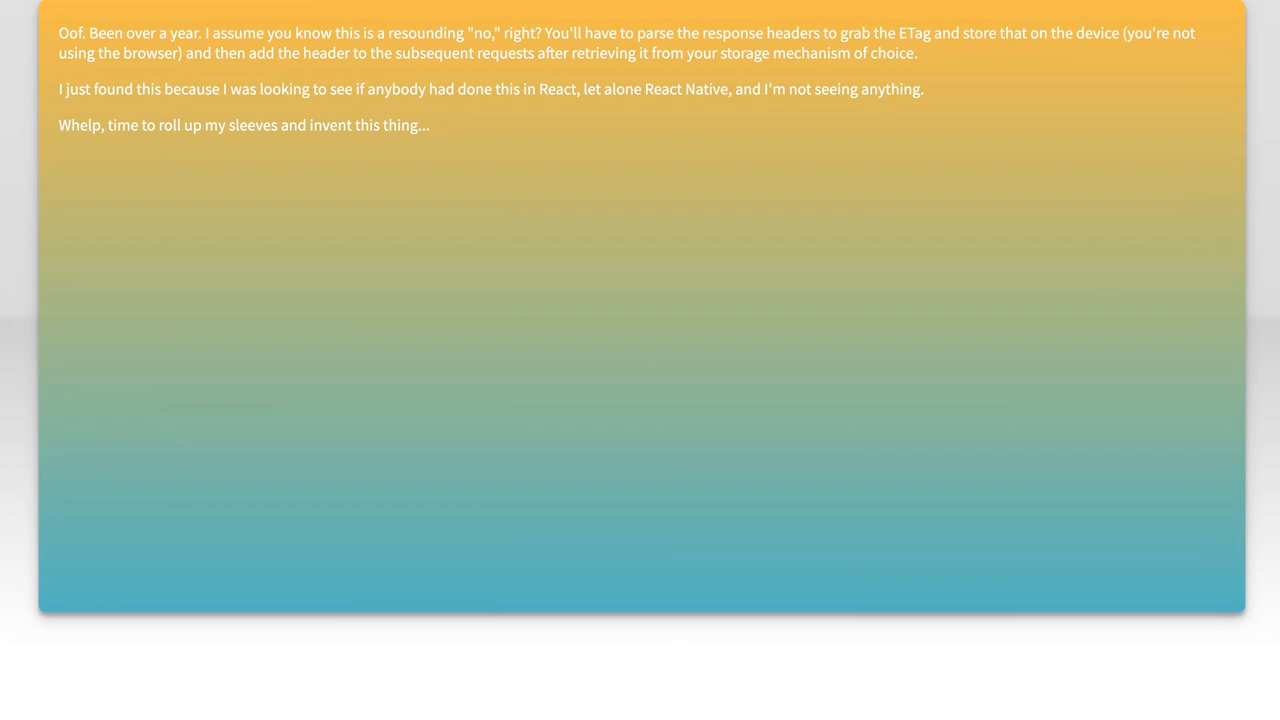 Oof. Been over a year. I assume you know this is a resounding "no," right? You'll have to parse the response headers to grab the ETag and store that on the device (you're not
using the browser) and then add the header to the subsequent requests after retrieving it from your storage mechanism of choice.
I just found this because I was looking to see if anybody had done this in React, let alone React Native, and I'm not seeing anything.
Whelp, time to roll up my sleeves and invent this thing...